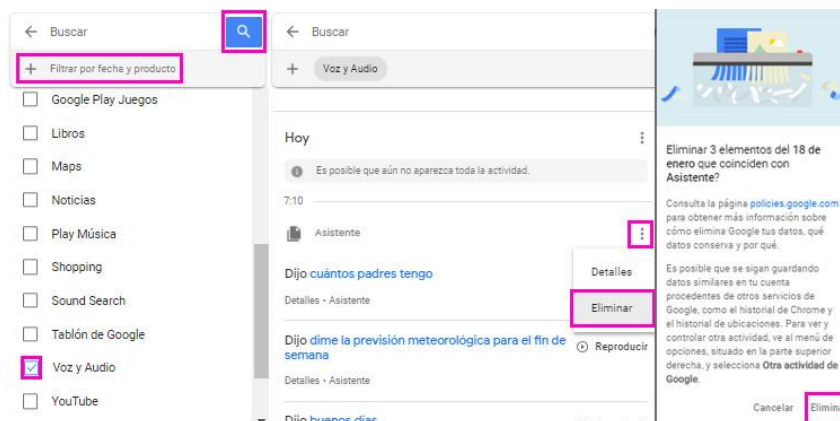 Buscar
Filtrar por fecha y producto
Google Play Juegos
Libros
Maps
Noticias
Play Música
Shopping
Sound Search
Tablón de Google
Voz y Audio
YouTube
Buscar
Voz y Audio
Hoy
Es posible que aún no aparezca toda la actividad.
7:10
Asistente
Dijo cuántos padres tengo
Detalles • Asistente
Dijo dime la previsión meteorológica para el fin de
semana
Detalles • Asistente
Dijo buenos días
Detalles
Eliminar
Reproducir
Eliminar 3 elementos del 18 de
enero que coinciden con
Asistente?
Consulta la página policies.google.com
para obtener más información sobre
cómo elimina Google tus datos, qué
datos conserva y por qué.
Es posible que se sigan guardando
datos similares en tu cuenta
procedentes de otros servicios de
Google, como el historial de Chrome y
el historial de ubicaciones. Para ver y
controlar otra actividad, ve al menú de
opciones, situado en la parte superior
derecha, y selecciona Otra actividad de
Google.
Cancelar
Elimina